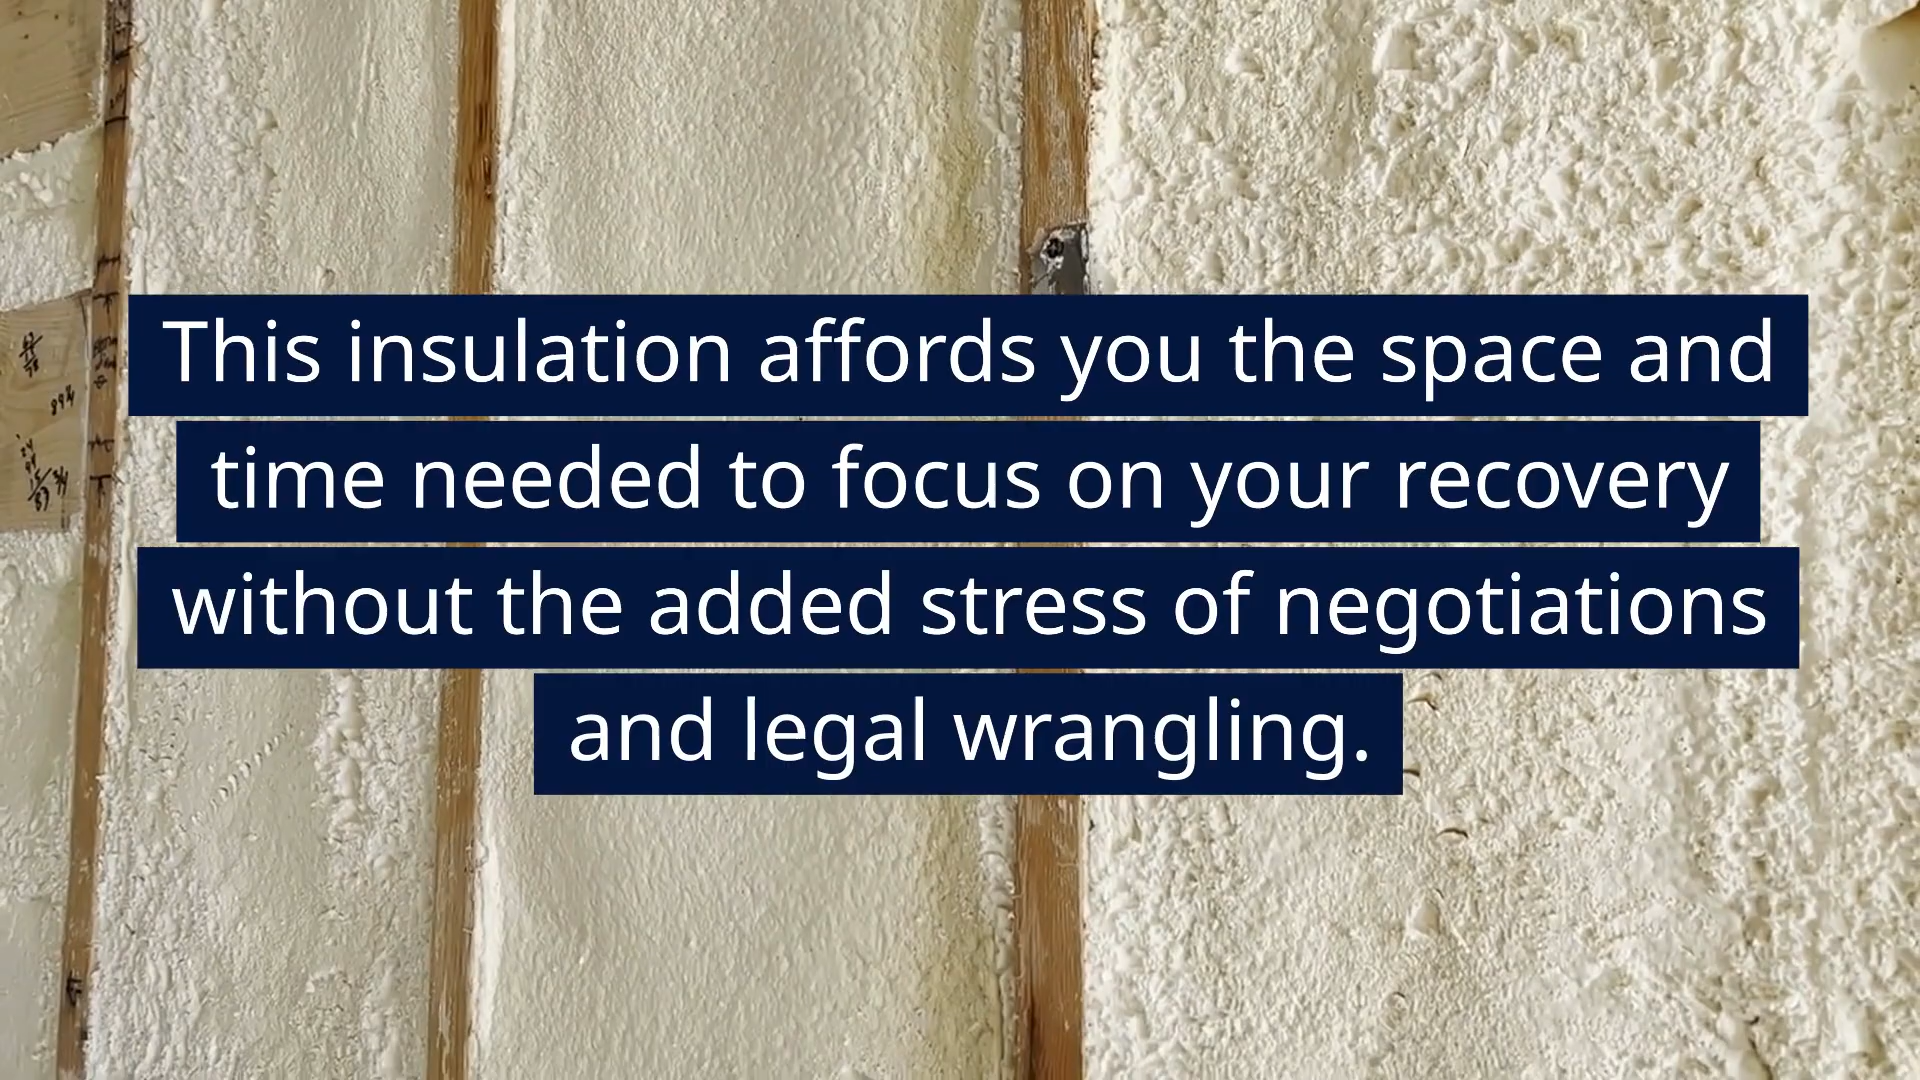 This insulation affords you the space and
time needed to focus on your recovery
without the added stress of negotiations
and legal wrangling.